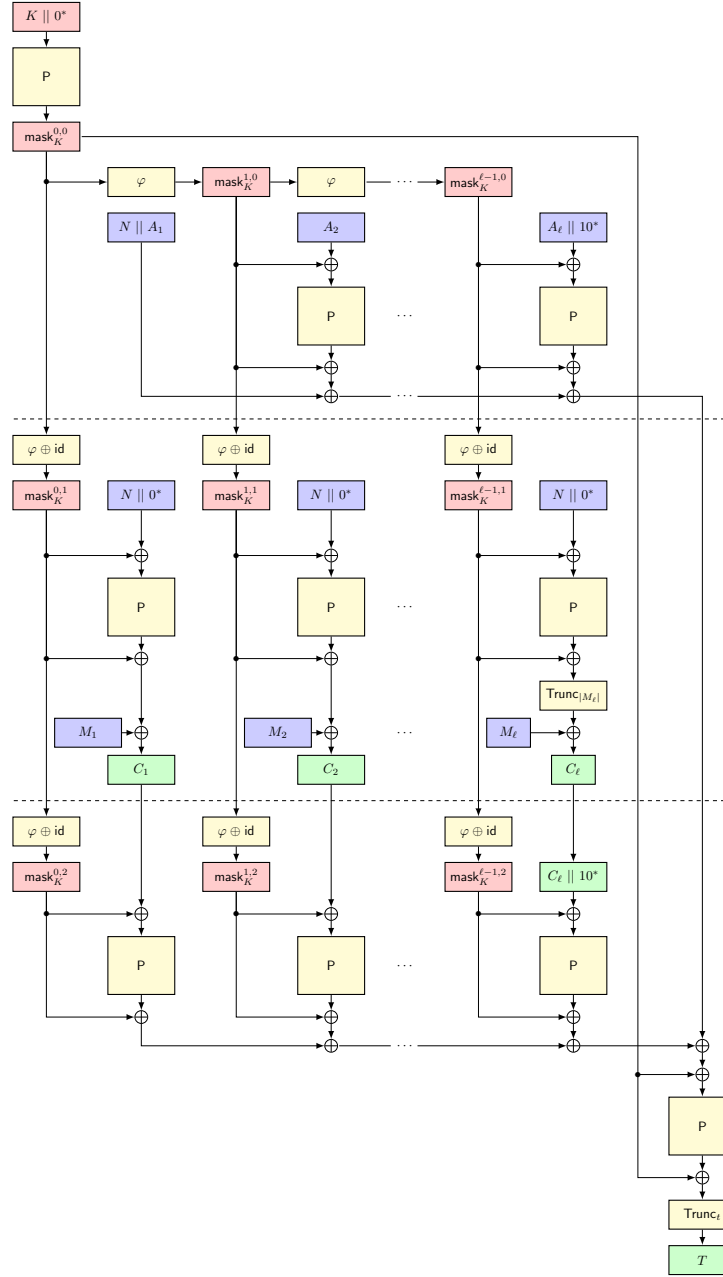 K || 0*
P
mask_K^{0,0}
φ mask_K^{1,0} φ ··· mask_K^{ℓ−1,0}
N || A_1 A_2 A_ℓ || 10*
P ··· P
···
φ ⊕ id φ ⊕ id φ ⊕ id
mask_K^{0,1} N || 0* mask_K^{1,1} N || 0* mask_K^{ℓ−1,1} N || 0*
P P ··· P
Trunc_{|M_ℓ|}
M_1 M_2 ··· M_ℓ
C_1 C_2 C_ℓ
φ ⊕ id φ ⊕ id φ ⊕ id
mask_K^{0,2} mask_K^{1,2} mask_K^{ℓ−1,2} C_ℓ || 10*
P P ··· P
···
P
Trunc_t
T